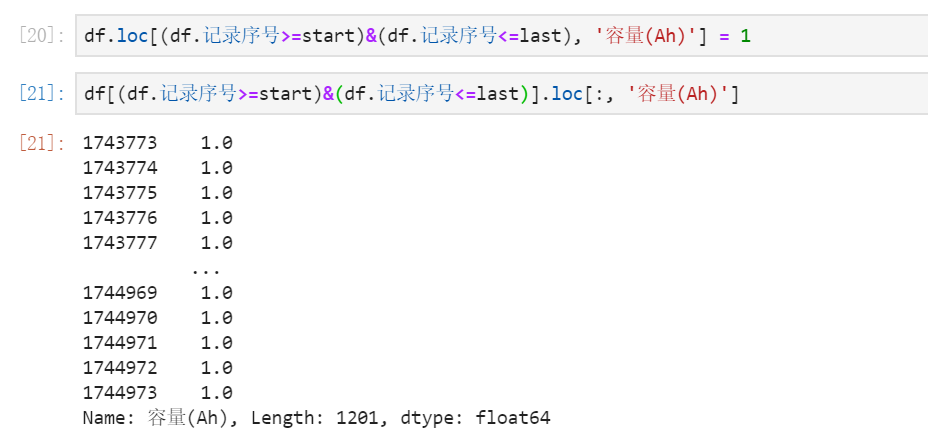 [20]: df.loc[(df.记录序号>=start)&(df.记录序号<=last), '容量(Ah)'] = 1
[21]: df[(df.记录序号>=start)&(df.记录序号<=last)].loc[:, '容量(Ah)']
[21]: 1743773    1.0
1743774    1.0
1743775    1.0
1743776    1.0
1743777    1.0
...
1744969    1.0
1744970    1.0
1744971    1.0
1744972    1.0
1744973    1.0
Name: 容量(Ah), Length: 1201, dtype: float64